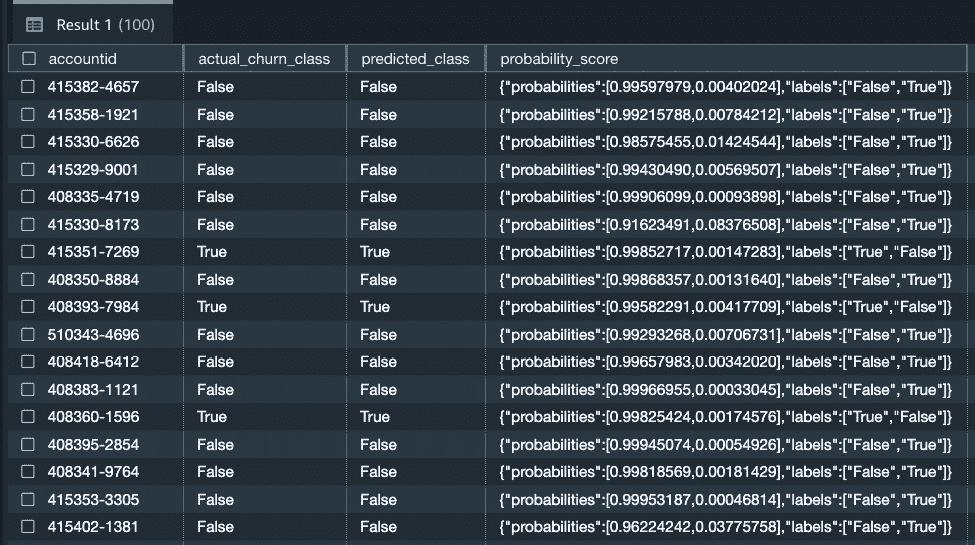 Result 1 (100)
accountid actual_churn_class predicted_class probability_score
415382-4657 False False {"probabilities":[0.99597979,0.00402024],"labels":["False","True"]}
415358-1921 False False {"probabilities":[0.99215788,0.00784212],"labels":["False","True"]}
415330-6626 False False {"probabilities":[0.98575455,0.01424544],"labels":["False","True"]}
415329-9001 False False {"probabilities":[0.99430490,0.00569507],"labels":["False","True"]}
408335-4719 False False {"probabilities":[0.99906099,0.00093898],"labels":["False","True"]}
415330-8173 False False {"probabilities":[0.91623491,0.08376508],"labels":["False","True"]}
415351-7269 True True {"probabilities":[0.99852717,0.00147283],"labels":["True","False"]}
408350-8884 False False {"probabilities":[0.99868357,0.00131640],"labels":["False","True"]}
408393-7984 True True {"probabilities":[0.99582291,0.00417709],"labels":["True","False"]}
510343-4696 False False {"probabilities":[0.99293268,0.00706731],"labels":["False","True"]}
408418-6412 False False {"probabilities":[0.99657983,0.00342020],"labels":["False","True"]}
408383-1121 False False {"probabilities":[0.99966955,0.00033045],"labels":["False","True"]}
408360-1596 True True {"probabilities":[0.99825424,0.00174576],"labels":["True","False"]}
408395-2854 False False {"probabilities":[0.99945074,0.00054926],"labels":["False","True"]}
408341-9764 False False {"probabilities":[0.99818569,0.00181429],"labels":["False","True"]}
415353-3305 False False {"probabilities":[0.99953187,0.00046814],"labels":["False","True"]}
415402-1381 False False {"probabilities":[0.96224242,0.03775758],"labels":["False","True"]}